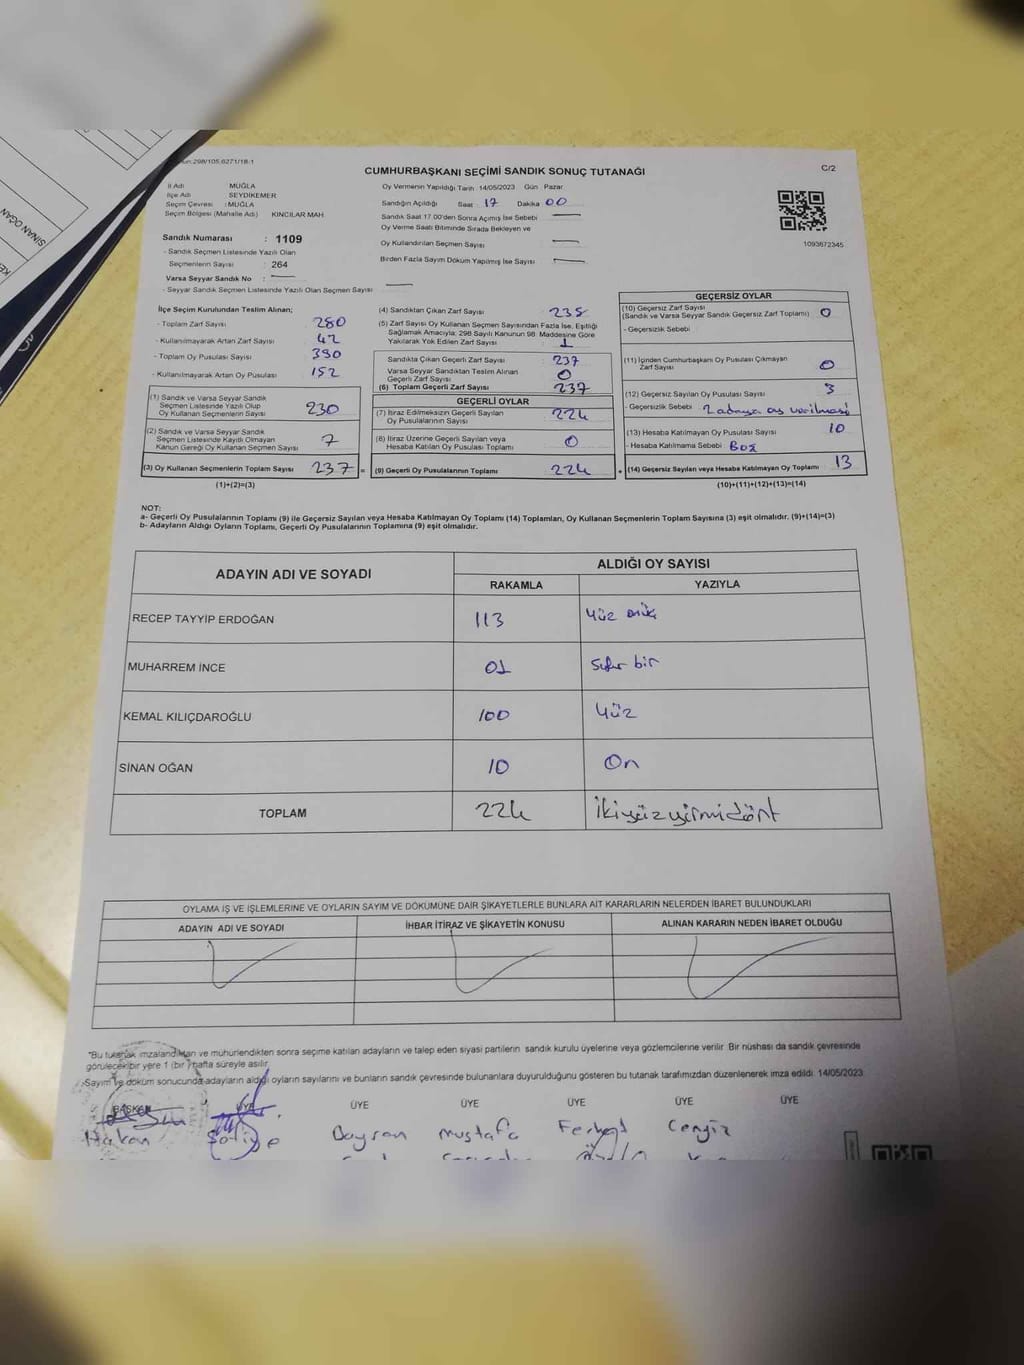 SİNAN OĞAN
298/105.6271/18-1
C/2
CUMHURBAŞKANI SEÇİMİ SANDIK SONUÇ TUTANAĞI
İl Adı : MUĞLA
İlçe Adı : SEYDİKEMER
Seçim Çevresi : MUĞLA
Seçim Bölgesi (Mahalle Adı) KINCILAR MAH.
Sandık Numarası : 1109
- Sandık Seçmen Listesinde Yazılı Olan
Seçmenlerin Sayısı : 264
Varsa Seyyar Sandık No :
- Seyyar Sandık Seçmen Listesinde Yazılı Olan Seçmen Sayısı
Oy Vermenin Yapıldığı Tarih 14/05/2023 Gün Pazar
Sandığın Açıldığı Saat : 17 Dakika 00
Sandık Saat 17.00'den Sonra Açılmış İse Sebebi
Oy Verme Saati Bitiminde Sırada Bekleyen ve
Oy Kullandırılan Seçmen Sayısı
Birden Fazla Sayım Döküm Yapılmış İse Sayısı
1093672345
İlçe Seçim Kurulundan Teslim Alınan;
- Toplam Zarf Sayısı 280
- Kullanılmayarak Artan Zarf Sayısı 42
- Toplam Oy Pusulası Sayısı 390
- Kullanılmayarak Artan Oy Pusulası 152
(1) Sandık ve Varsa Seyyar Sandık
Seçmen Listesinde Yazılı Olup
Oy Kullanan Seçmenlerin Sayısı 230
(2) Sandık ve Varsa Seyyar Sandık
Seçmen Listesinde Kayıtlı Olmayan
Kanun Gereği Oy Kullanan Seçmen Sayısı 7
(3) Oy Kullanan Seçmenlerin Toplam Sayısı 237 =
(1)+(2)=(3)
(4) Sandıktan Çıkan Zarf Sayısı 238
(5) Zarf Sayısı Oy Kullanan Seçmen Sayısından Fazla İse, Eşitliği
Sağlamak Amacıyla; 298 Sayılı Kanunun 98. Maddesine Göre
Yakılarak Yok Edilen Zarf Sayısı : 1
Sandıkta Çıkan Geçerli Zarf Sayısı : 237
Varsa Seyyar Sandıktan Teslim Alınan
Geçerli Zarf Sayısı : 0
(6) Toplam Geçerli Zarf Sayısı 237
GEÇERLİ OYLAR
(7) İtiraz Edilmeksizin Geçerli Sayılan
Oy Pusulalarının Sayısı 224
(8) İtiraz Üzerine Geçerli Sayılan veya
Hesaba Katılan Oy Pusulası Toplamı 0
(9) Geçerli Oy Pusulalarının Toplamı 224 +
GEÇERSİZ OYLAR
(10) Geçersiz Zarf Sayısı
(Sandık ve Varsa Seyyar Sandık Geçersiz Zarf Toplamı) 0
- Geçersizlik Sebebi
(11) İçinden Cumhurbaşkanı Oy Pusulası Çıkmayan
Zarf Sayısı 0
(12) Geçersiz Sayılan Oy Pusulası Sayısı 3
- Geçersizlik Sebebi : 2 adaya oy verilmesi
(13) Hesaba Katılmayan Oy Pusulası Sayısı 10
- Hesaba Katılmama Sebebi : Boş
(14) Geçersiz Sayılan veya Hesaba Katılmayan Oy Toplamı 13
(10)+(11)+(12)+(13)=(14)
NOT:
a- Geçerli Oy Pusulalarının Toplamı (9) ile Geçersiz Sayılan veya Hesaba Katılmayan Oy Toplamı (14) Toplamları, Oy Kullanan Seçmenlerin Toplam Sayısına (3) eşit olmalıdır. (9)+(14)=(3)
b- Adayların Aldığı Oyların Toplamı, Geçerli Oy Pusulalarının Toplamına (9) eşit olmalıdır.
ADAYIN ADI VE SOYADI
ALDIĞI OY SAYISI
RAKAMLA YAZIYLA
RECEP TAYYİP ERDOĞAN 113 Yüz onüç
MUHARREM İNCE 01 Sıfır bir
KEMAL KILIÇDAROĞLU 100 Yüz
SİNAN OĞAN 10 On
TOPLAM 224 İkiyüzyirmidört
OYLAMA İŞ VE İŞLEMLERİNE VE OYLARIN SAYIM VE DÖKÜMÜNE DAİR ŞİKAYETLERLE BUNLARA AİT KARARLARIN NELERDEN İBARET BULUNDUKLARI
ADAYIN ADI VE SOYADI İHBAR İTİRAZ VE ŞİKAYETİN KONUSU ALINAN KARARIN NEDEN İBARET OLDUĞU
*Bu tutanak imzalandıktan ve mühürlendikten sonra seçime katılan adayların ve talep eden siyasi partilerin sandık kurulu üyelerine veya gözlemcilerine verilir. Bir nüshası da sandık çevresinde
görülecek bir yere 1 (bir) hafta süreyle asılır.
Sayım ve döküm sonucunda adayların aldığı oyların sayılarını ve bunların sandık çevresinde bulunanlara duyurulduğunu gösteren bu tutanak tarafımızdan düzenlenerek imza edildi. 14/05/2023
BAŞKAN ÜYE ÜYE ÜYE ÜYE ÜYE ÜYE
Hakan Bayram Mustafa Ferhat Cengiz